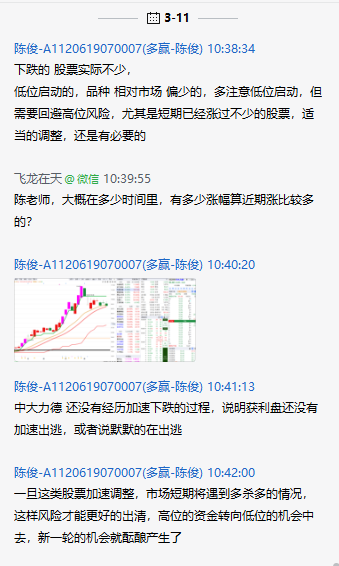 3-11
陈俊-A1120619070007(多赢-陈俊) 10:38:34
下跌的 股票实际不少，
低位启动的，品种 相对市场 偏少的，多注意低位启动，但
需要回避高位风险，尤其是短期已经涨过不少的股票，适
当的调整，还是有必要的
飞龙在天@微信 10:39:55
陈老师，大概在多少时间里，有多少涨幅算近期涨比较多
的？
陈俊-A1120619070007(多赢-陈俊) 10:40:20
陈俊-A1120619070007(多赢-陈俊) 10:41:13
中大力德 还没有经历加速下跌的过程，说明获利盘还没有
加速出逃，或者说默默的在出逃
陈俊-A1120619070007(多赢-陈俊) 10:42:00
一旦这类股票加速调整，市场短期将遇到多杀多的情况，
这样风险才能更好的出清，高位的资金转向低位的机会中
去，新一轮的机会就酝酿产生了